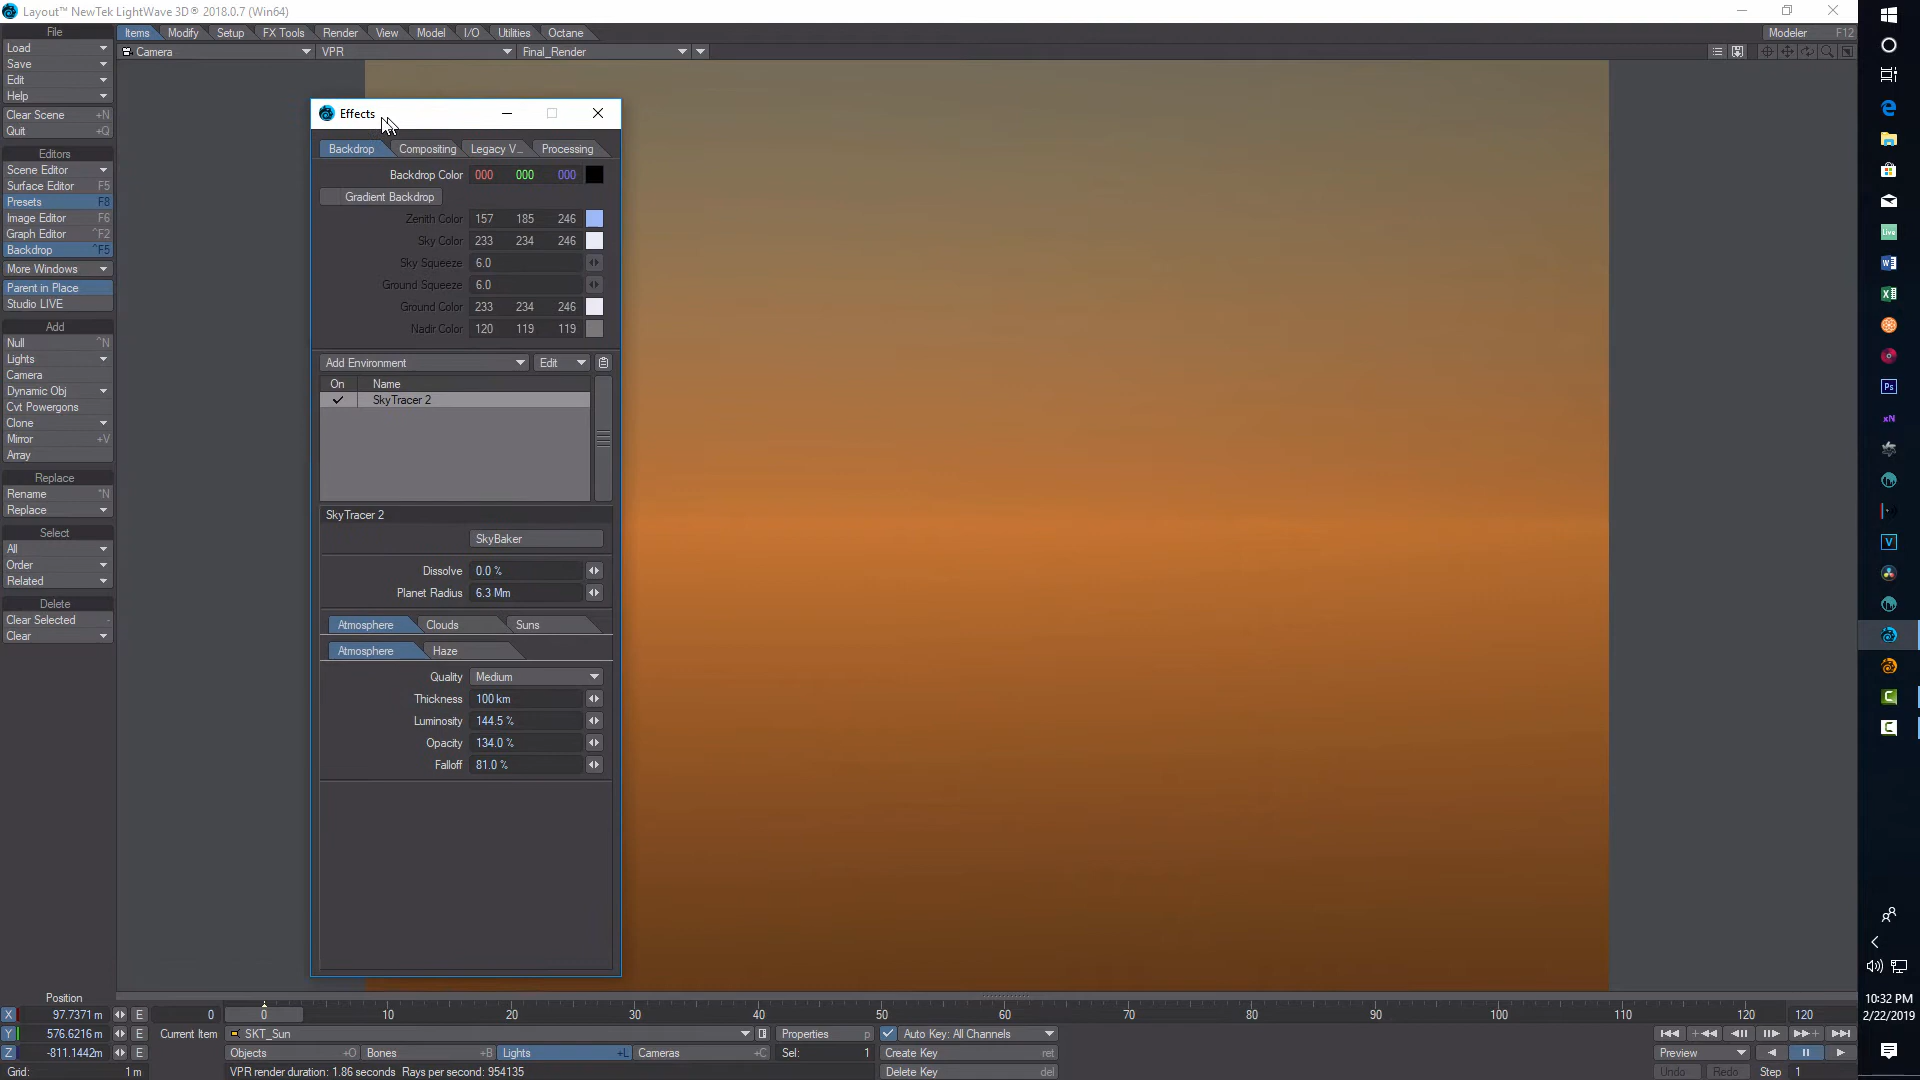 Layout™ NewTek LightWave 3D® 2018.0.7 (Win64)
File
Items Modify Setup FX Tools Render View Model I/O Utilities Octane Modeler F12
Load
Camera VPR Final_Render
Save
Edit
Help
Clear Scene +N
Quit +Q
Editors
Scene Editor
Surface Editor F5
Presets F8
Image Editor F6
Graph Editor ^F2
Backdrop ^F5
More Windows
Parent in Place
Studio LIVE
Add
Null ^N
Lights
Camera
Dynamic Obj
Cvt Powergons
Clone
Mirror +V
Array
Replace
Rename
Replace
Select
All
Order
Related
Delete
Clear Selected -
Clear
Effects
Backdrop Compositing Legacy V... Processing
Backdrop Color 000 000 000
Gradient Backdrop
Zenith Color 157 185 246
Sky Color 233 234 246
Sky Squeeze 6.0
Ground Squeeze 6.0
Ground Color 233 234 246
Nadir Color 120 119 119
Add Environment Edit
On Name
SkyTracer 2
SkyTracer 2
SkyBaker
Dissolve 0.0 %
Planet Radius 6.3 Mm
Atmosphere Clouds Suns
Atmosphere Haze
Quality Medium
Thickness 100 km
Luminosity 144.5 %
Opacity 134.0 %
Falloff 81.0 %
Position
X 97.7371 m E
Y 576.6216 m E
Z -811.1442m E
Grid: 1 m
0 0 10 20 30 40 50 60 70 80 90 100 110 120 120
Current Item SKT_Sun Properties p Auto Key: All Channels
Objects +O Bones +B Lights +L Cameras +C Sel: 1 Create Key ret
VPR render duration: 1.86 seconds Rays per second: 954135 Delete Key del
Preview
Undo Redo Step 1
Live
W
X
Ps
xN
V
10:32 PM
2/22/2019